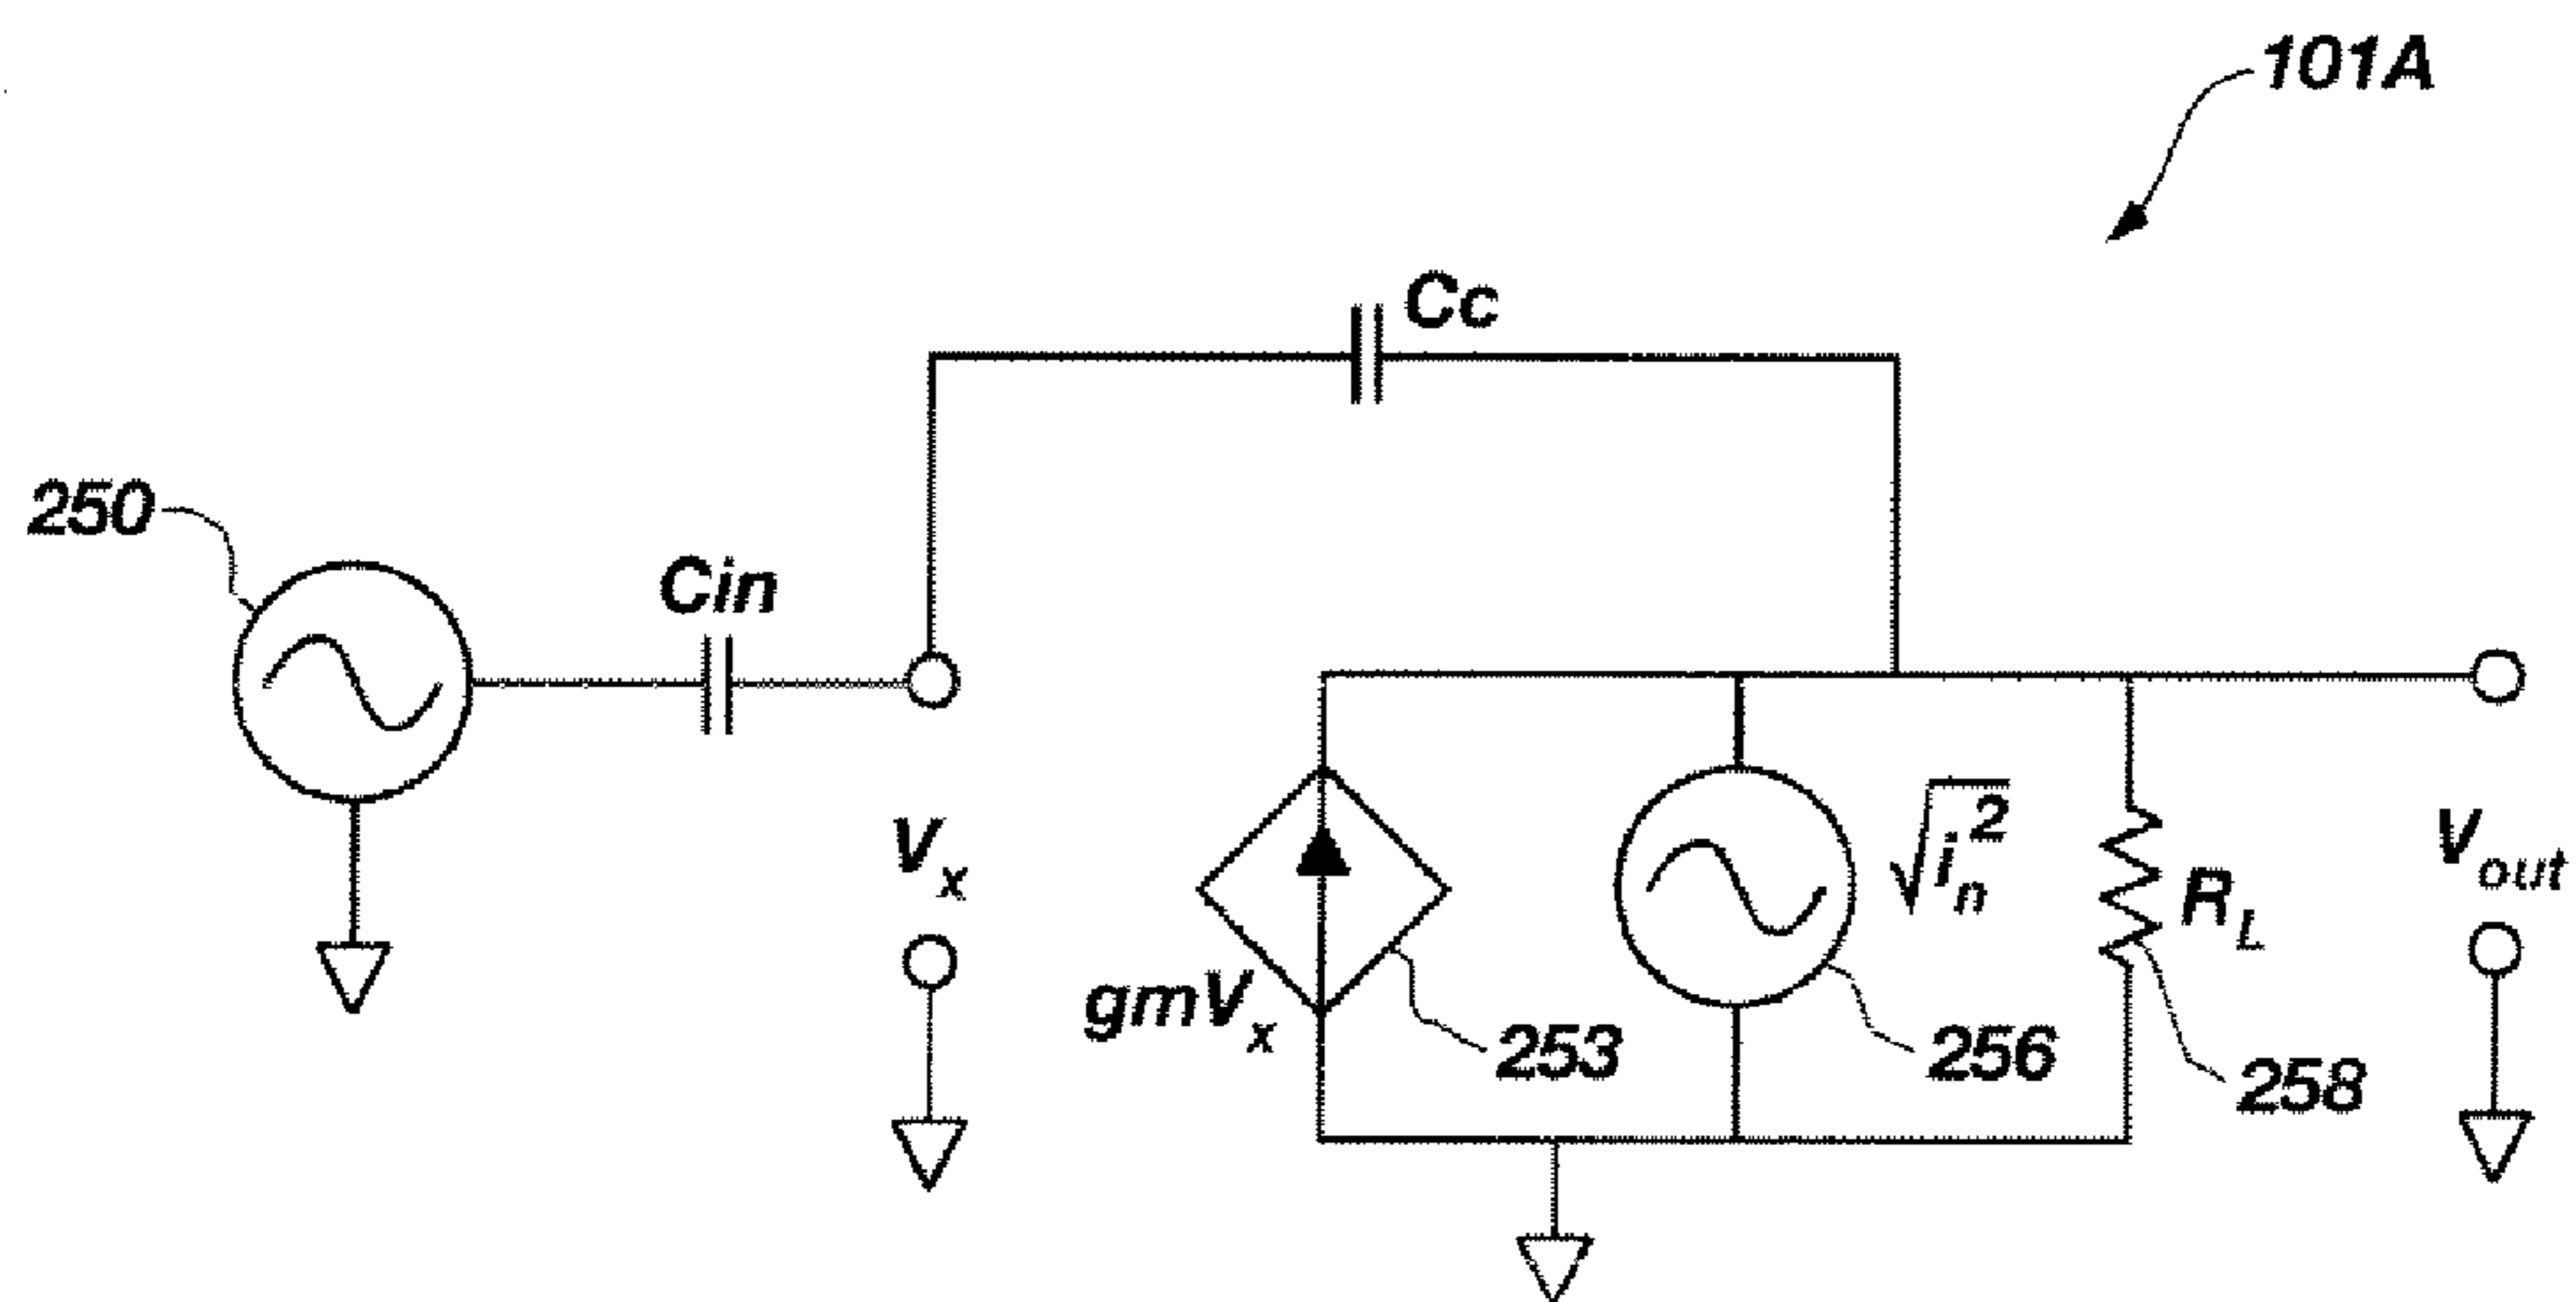 101A
Cc
250
Cin
V_x
gmV_x
253
√i_n^2
256
R_L
258
V_out